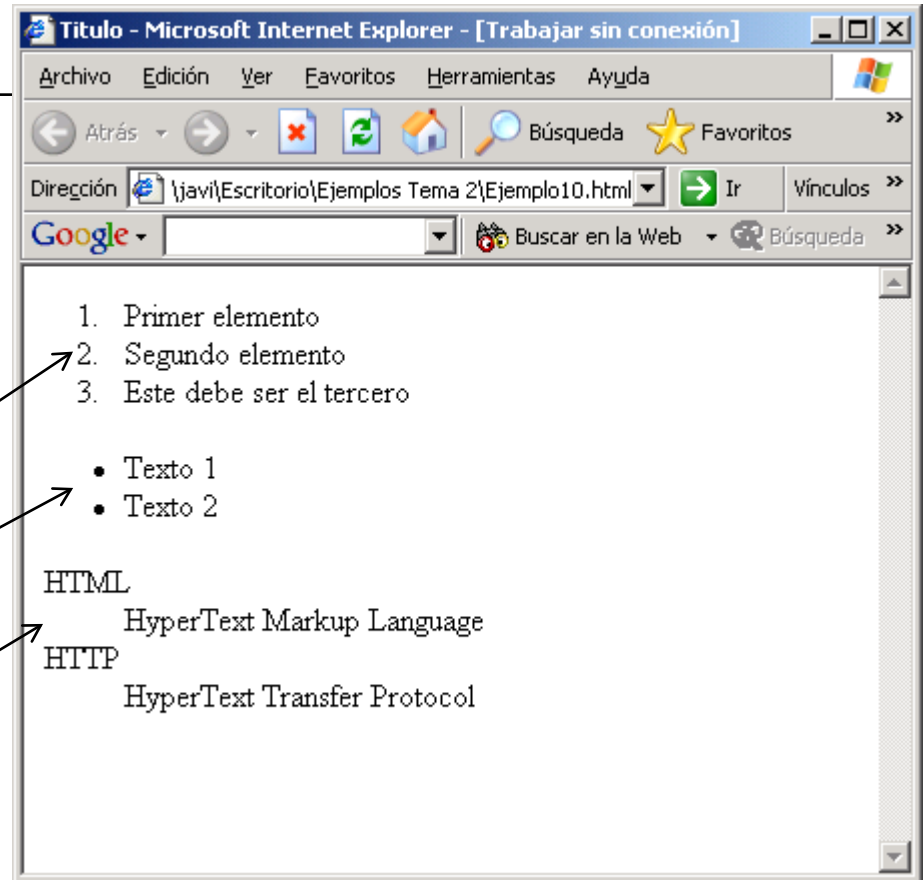 Titulo - Microsoft Internet Explorer - [Trabajar sin conexión]
Archivo Edición Ver Favoritos Herramientas Ayuda
Atrás Búsqueda Favoritos »
Dirección \javi\Escritorio\Ejemplos Tema 2\Ejemplo10.html Ir Vínculos »
Google Buscar en la Web Búsqueda »
1. Primer elemento
2. Segundo elemento
3. Este debe ser el tercero
• Texto 1
• Texto 2
HTML
HyperText Markup Language
HTTP
HyperText Transfer Protocol